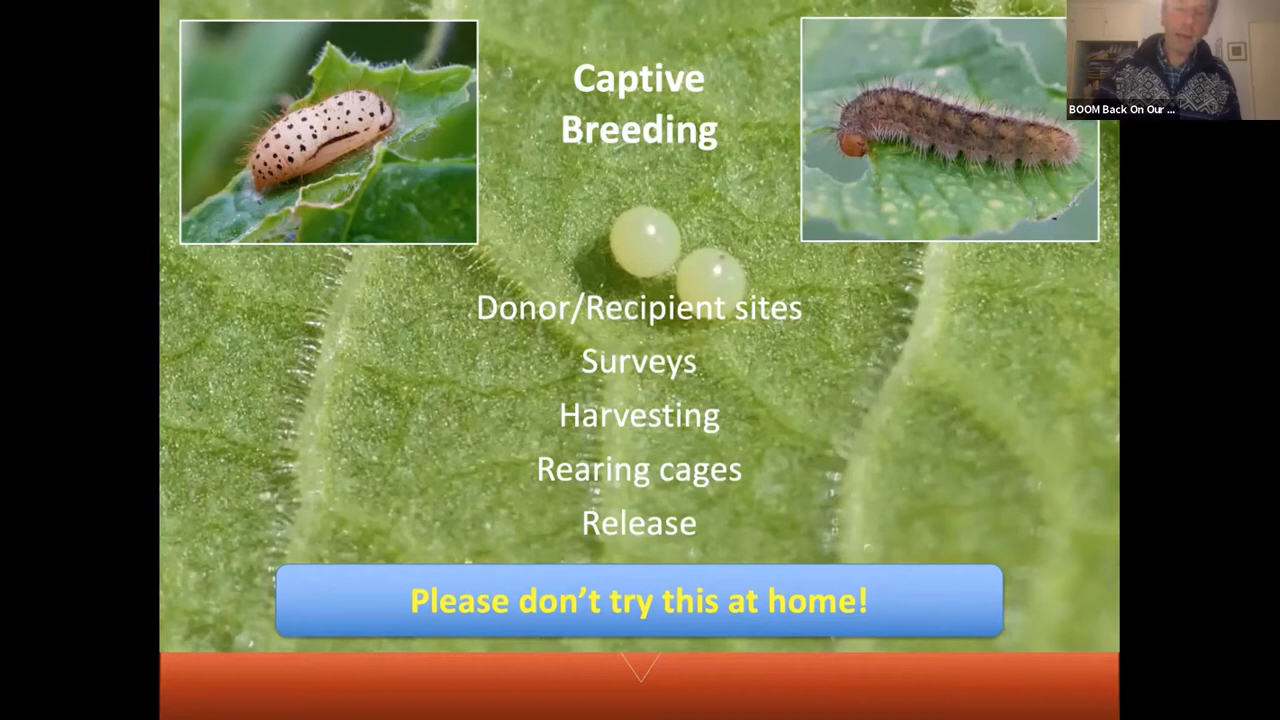 Captive
Breeding
BOOM Back On Our ...
Donor/Recipient sites
Surveys
Harvesting
Rearing cages
Release
Please don’t try this at home!